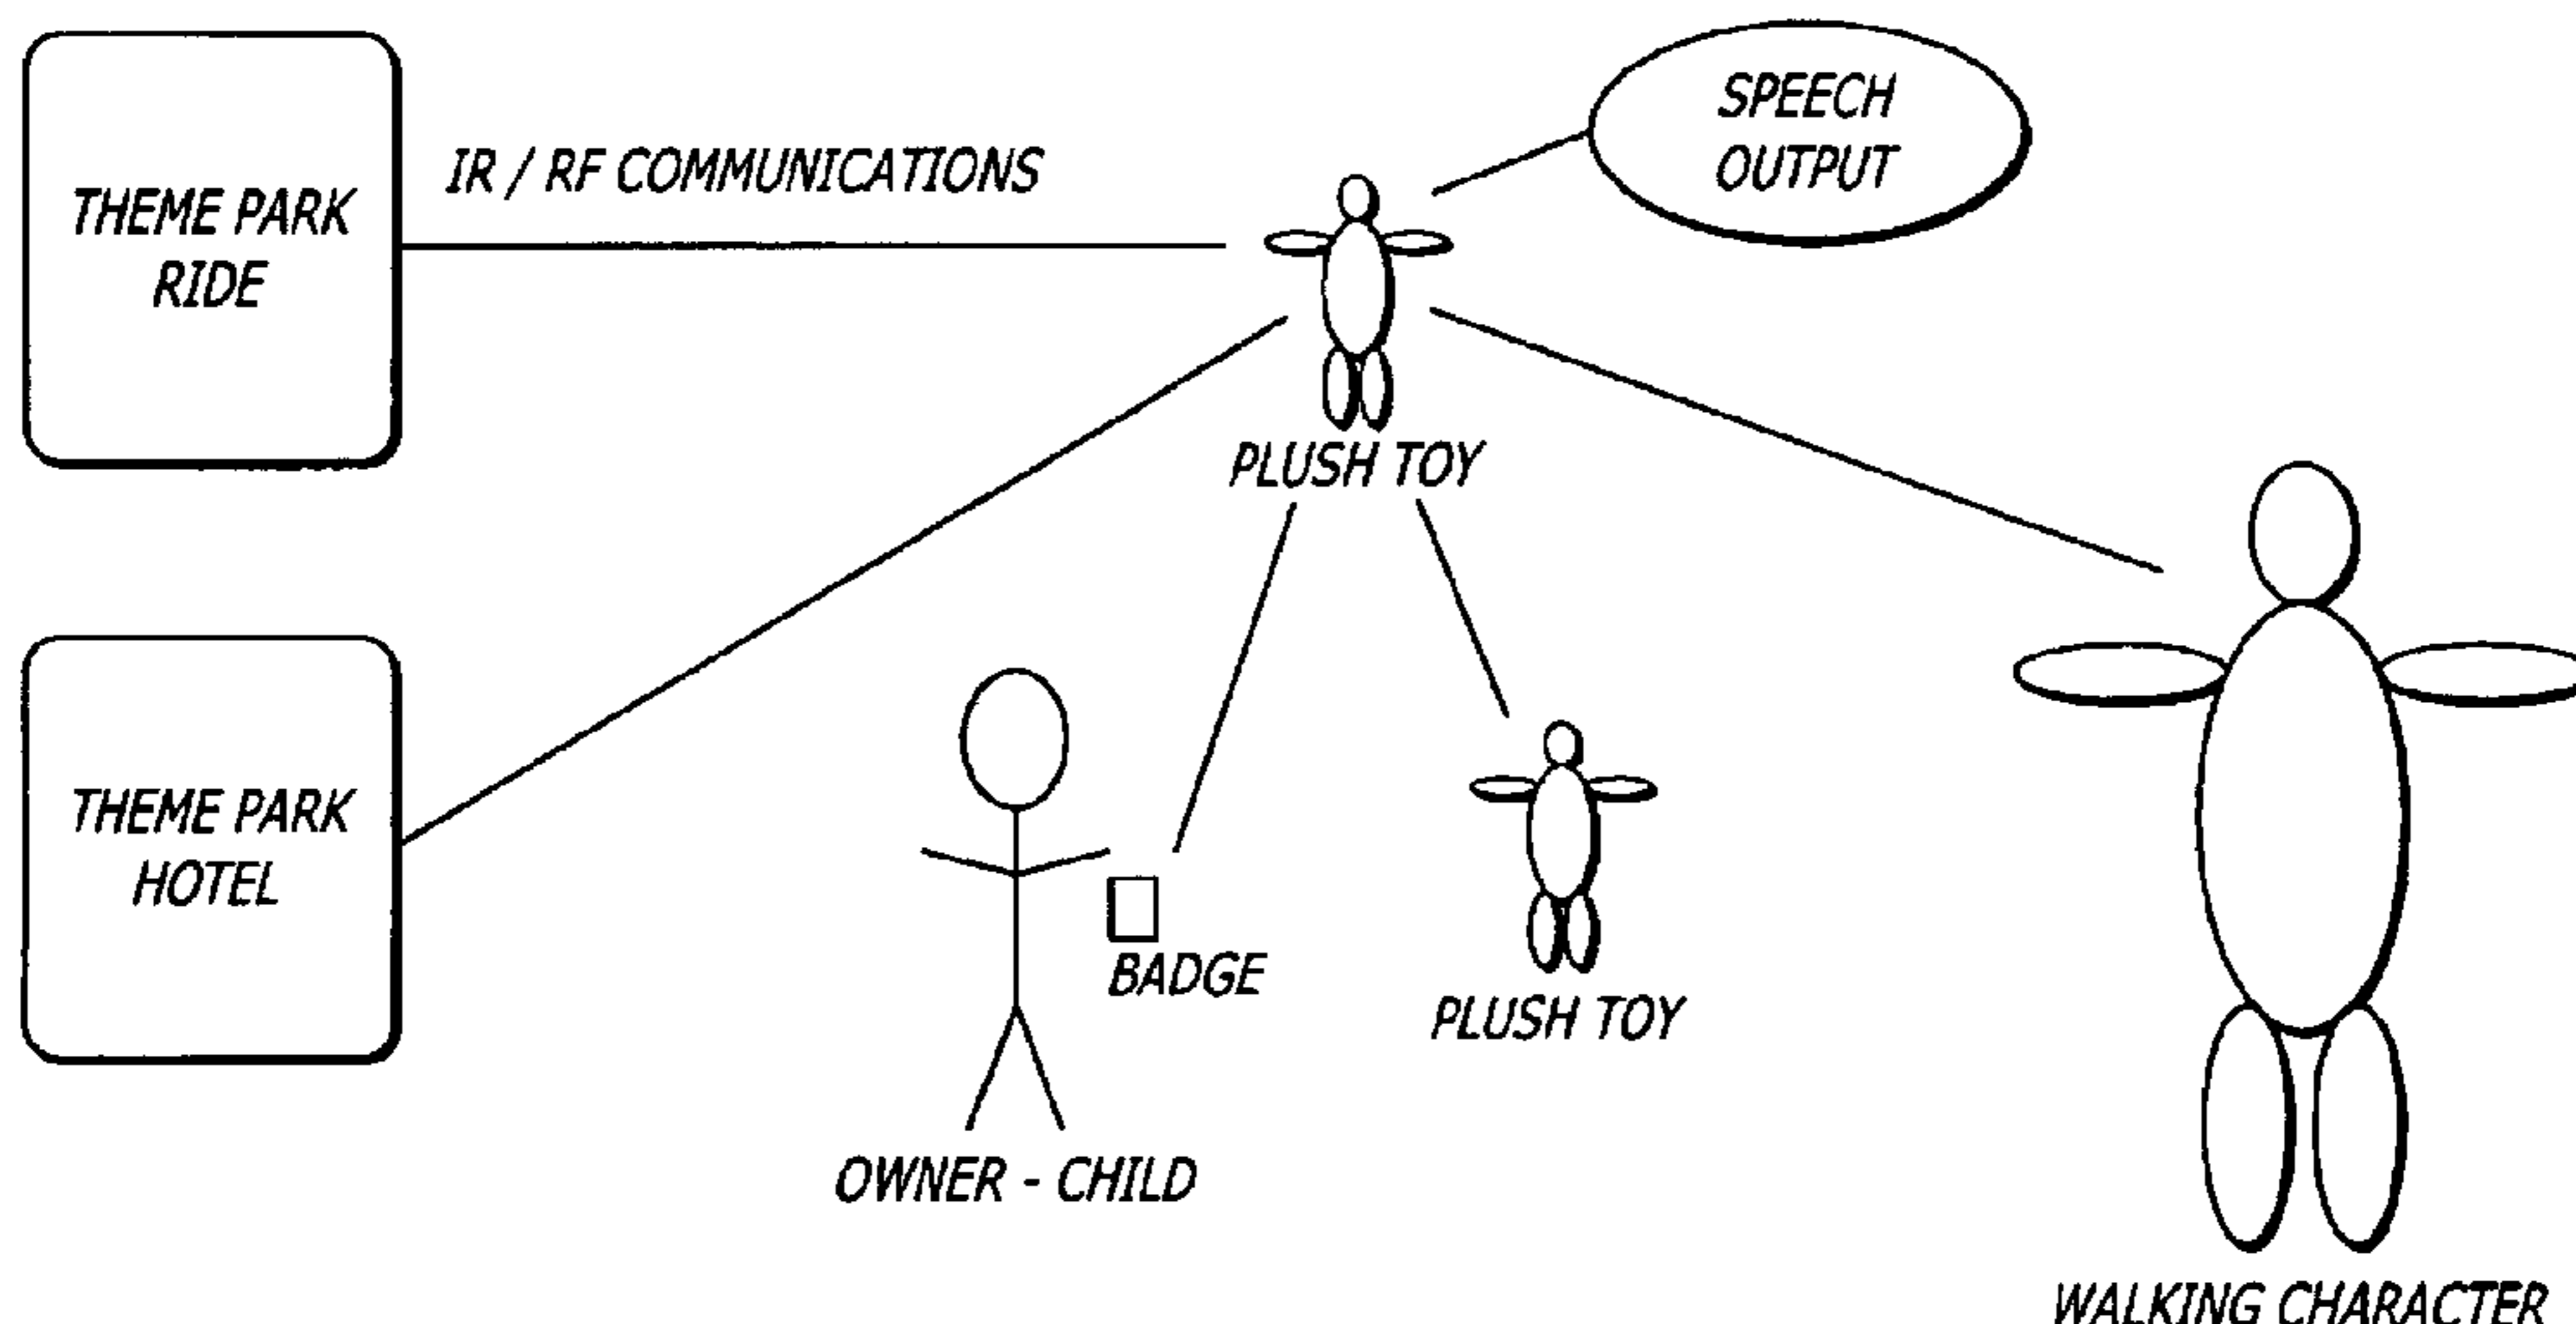 THEME PARK
RIDE
IR / RF COMMUNICATIONS
SPEECH
OUTPUT
PLUSH TOY
THEME PARK
HOTEL
BADGE
PLUSH TOY
OWNER - CHILD
WALKING CHARACTER